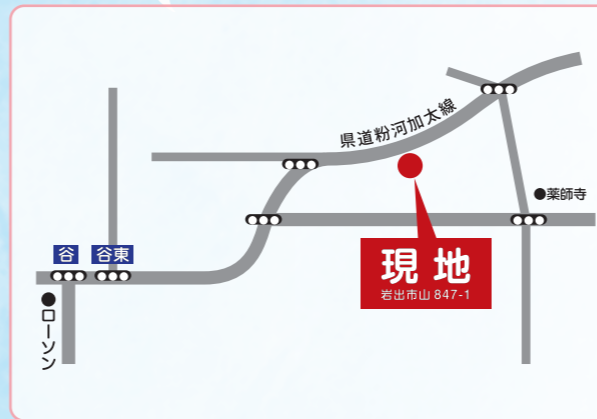 県道粉河加太線
●薬師寺
谷
谷東
現地
岩出市山 847-1
●ローソン